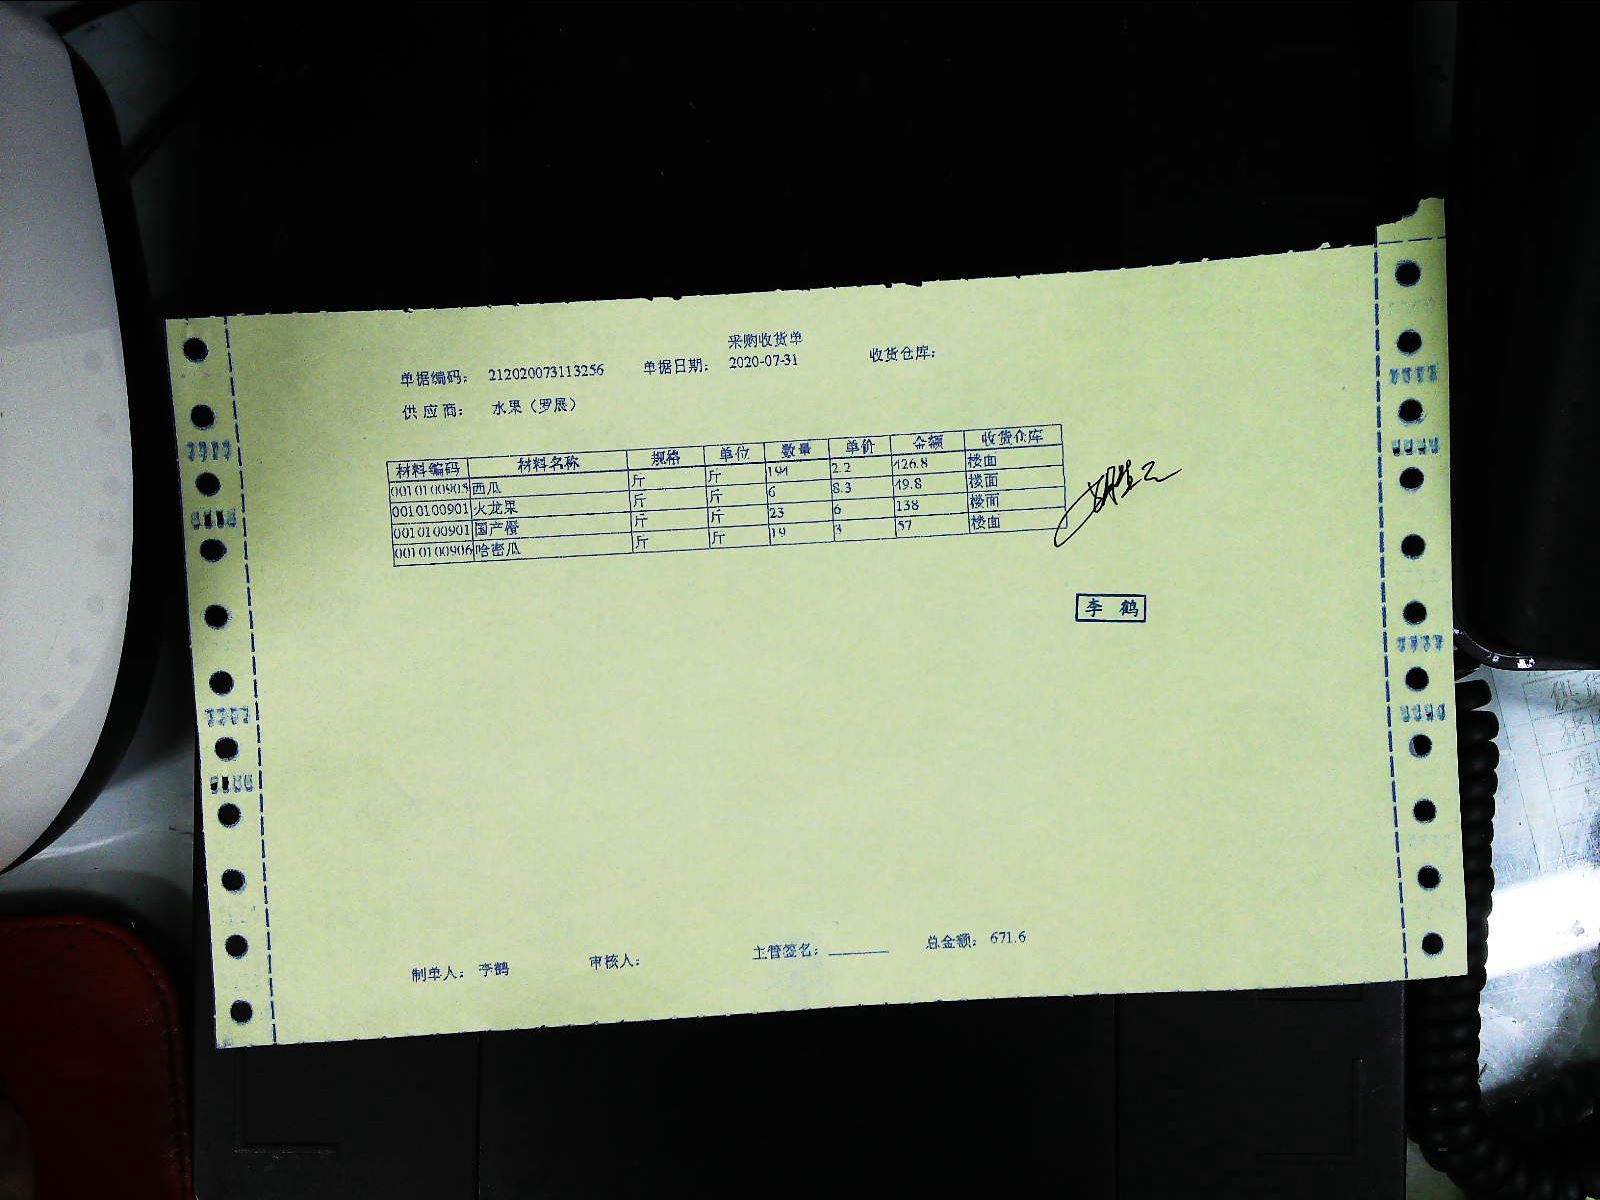 采购收货单
单据编码： 212020073113256 单据日期： 2020-07-31 收货仓库：
供应商： 水果（罗展）
材料编码 材料名称 规格 单位 数量 单价 金额 收货仓库
0010100905 西瓜 斤 斤 194 2.2 426.8 楼面
0010100901 火龙果 斤 斤 6 8.3 49.8 楼面
0010100901 国产橙 斤 斤 23 6 138 楼面
0010100906 哈密瓜 斤 斤 19 3 57 楼面
李 鹤
制单人： 李鹤 审核人： 主管签名： 总金额： 671.6